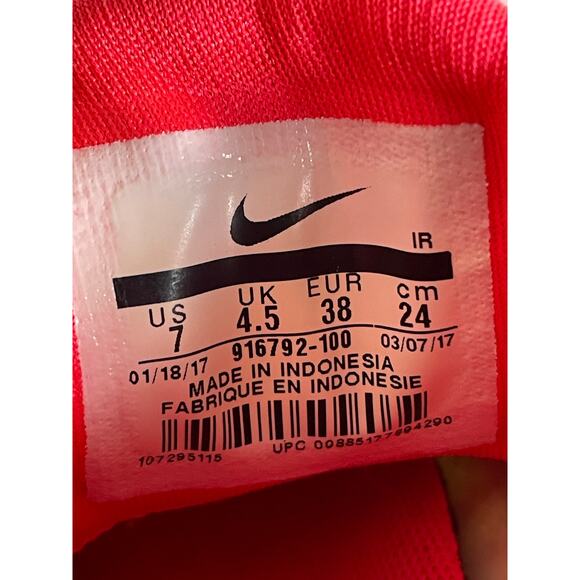 IR
US UK EUR cm
7 4.5 38 24
01/18/17 916792-100 03/07/17
MADE IN INDONESIA
FABRIQUE EN INDONESIE
107295115 UPC 00885177894290